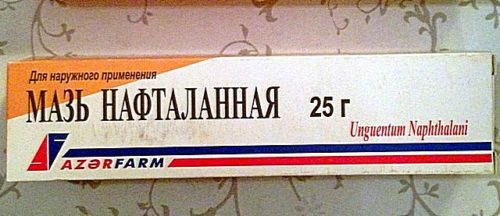 Для наружного применения
МАЗЬ НАФТАЛАННАЯ 25 г
Unguentum Naphthalani
AZƏRFARM